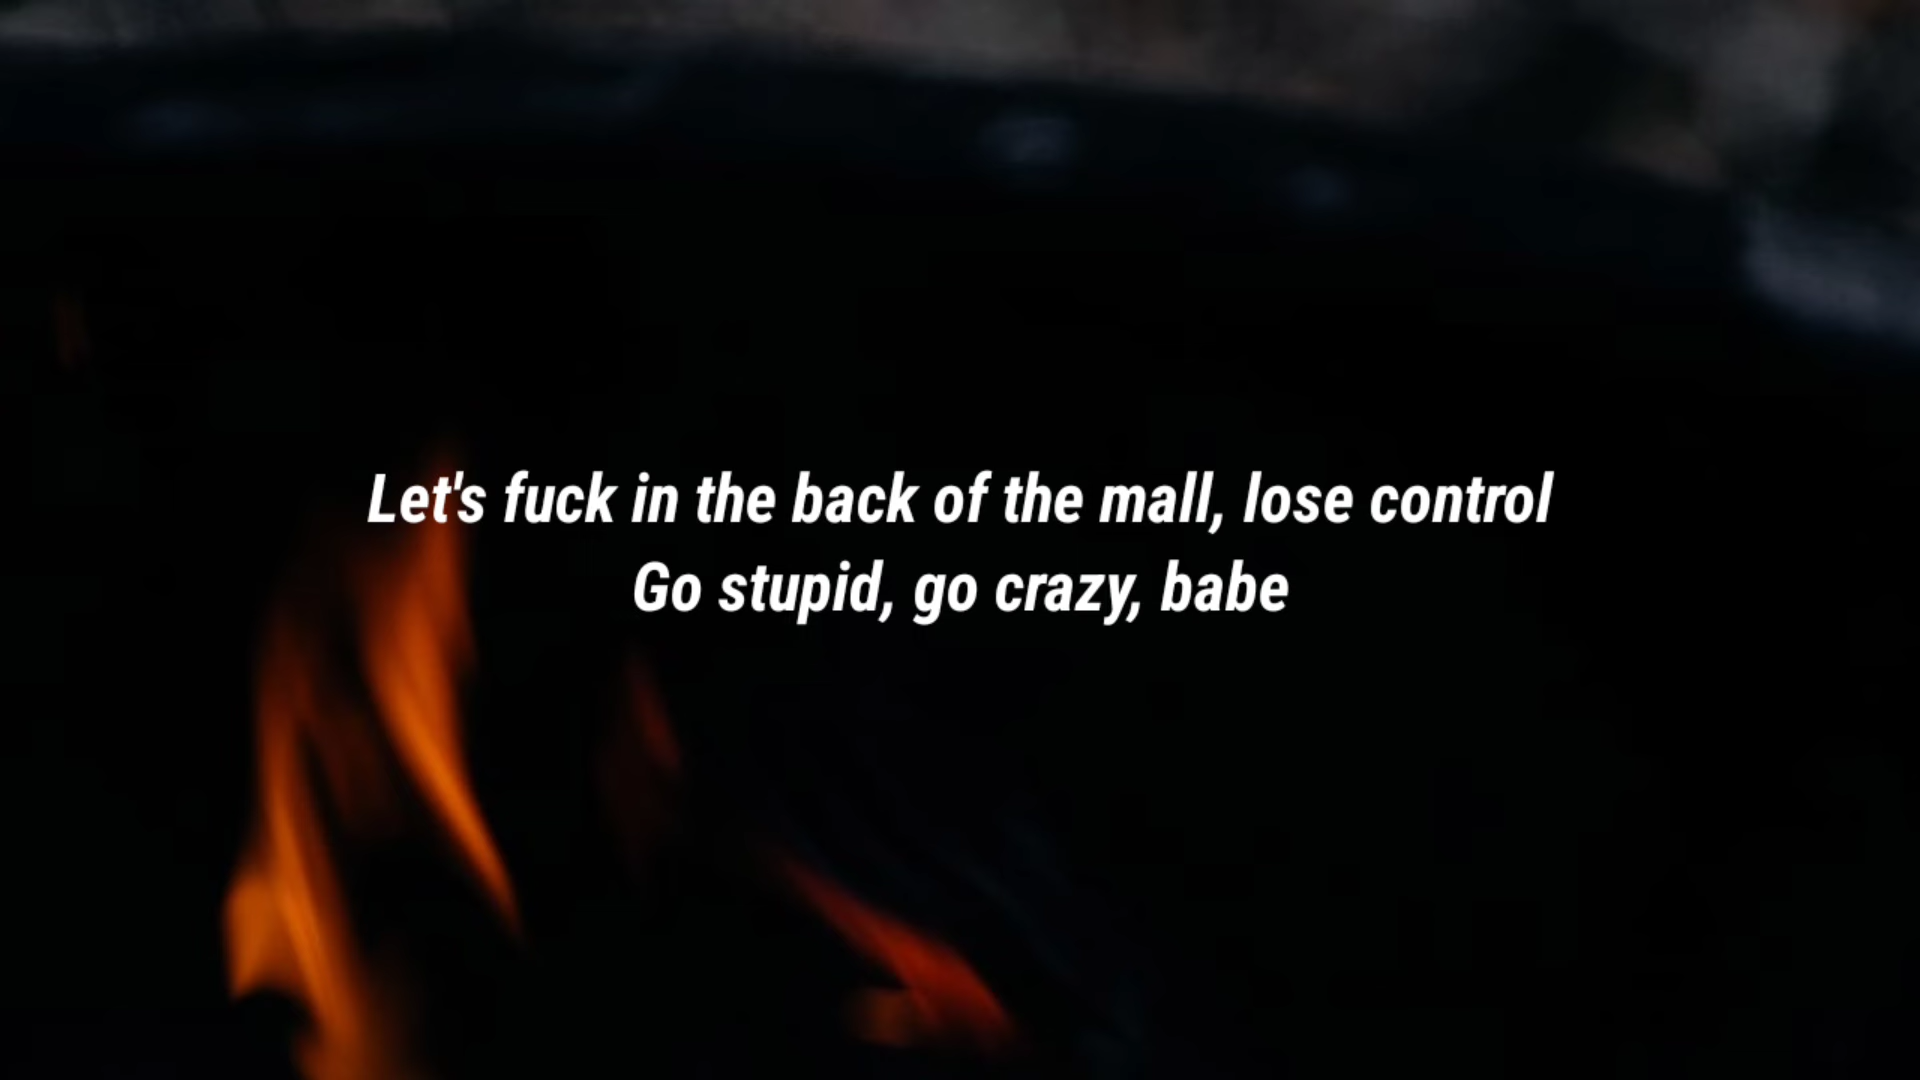 Let's fuck in the back of the mall, lose control
Go stupid, go crazy, babe